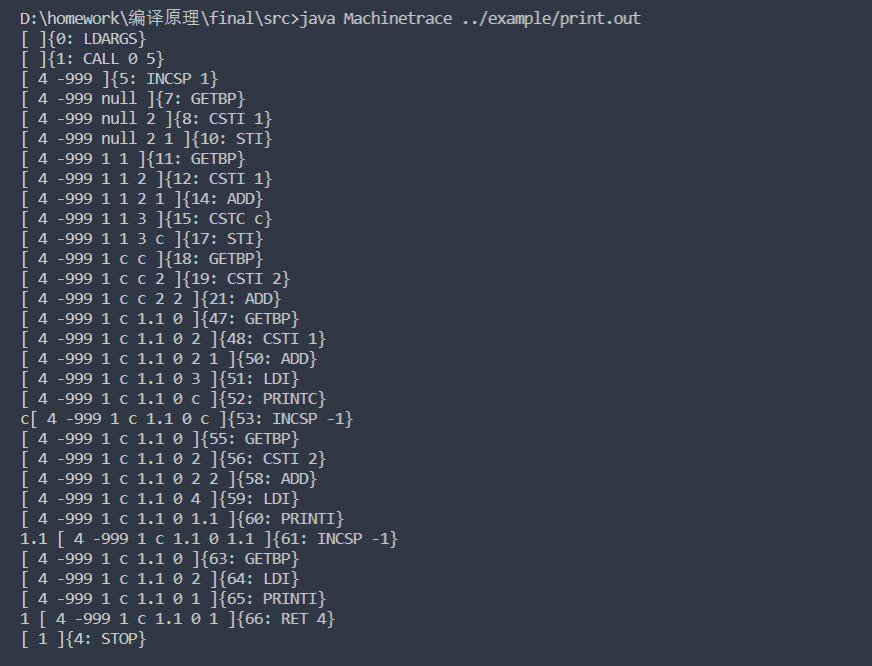 D:\homework\编译原理\final\src>java Machinetrace ../example/print.out
[ ]{0: LDARGS}
[ ]{1: CALL 0 5}
[ 4 -999 ]{5: INCSP 1}
[ 4 -999 null ]{7: GETBP}
[ 4 -999 null 2 ]{8: CSTI 1}
[ 4 -999 null 2 1 ]{10: STI}
[ 4 -999 1 1 ]{11: GETBP}
[ 4 -999 1 1 2 ]{12: CSTI 1}
[ 4 -999 1 1 2 1 ]{14: ADD}
[ 4 -999 1 1 3 ]{15: CSTC c}
[ 4 -999 1 1 3 c ]{17: STI}
[ 4 -999 1 c c ]{18: GETBP}
[ 4 -999 1 c c 2 ]{19: CSTI 2}
[ 4 -999 1 c c 2 2 ]{21: ADD}
[ 4 -999 1 c 1.1 0 ]{47: GETBP}
[ 4 -999 1 c 1.1 0 2 ]{48: CSTI 1}
[ 4 -999 1 c 1.1 0 2 1 ]{50: ADD}
[ 4 -999 1 c 1.1 0 3 ]{51: LDI}
[ 4 -999 1 c 1.1 0 c ]{52: PRINTC}
c[ 4 -999 1 c 1.1 0 c ]{53: INCSP -1}
[ 4 -999 1 c 1.1 0 ]{55: GETBP}
[ 4 -999 1 c 1.1 0 2 ]{56: CSTI 2}
[ 4 -999 1 c 1.1 0 2 2 ]{58: ADD}
[ 4 -999 1 c 1.1 0 4 ]{59: LDI}
[ 4 -999 1 c 1.1 0 1.1 ]{60: PRINTI}
1.1 [ 4 -999 1 c 1.1 0 1.1 ]{61: INCSP -1}
[ 4 -999 1 c 1.1 0 ]{63: GETBP}
[ 4 -999 1 c 1.1 0 2 ]{64: LDI}
[ 4 -999 1 c 1.1 0 1 ]{65: PRINTI}
1 [ 4 -999 1 c 1.1 0 1 ]{66: RET 4}
[ 1 ]{4: STOP}